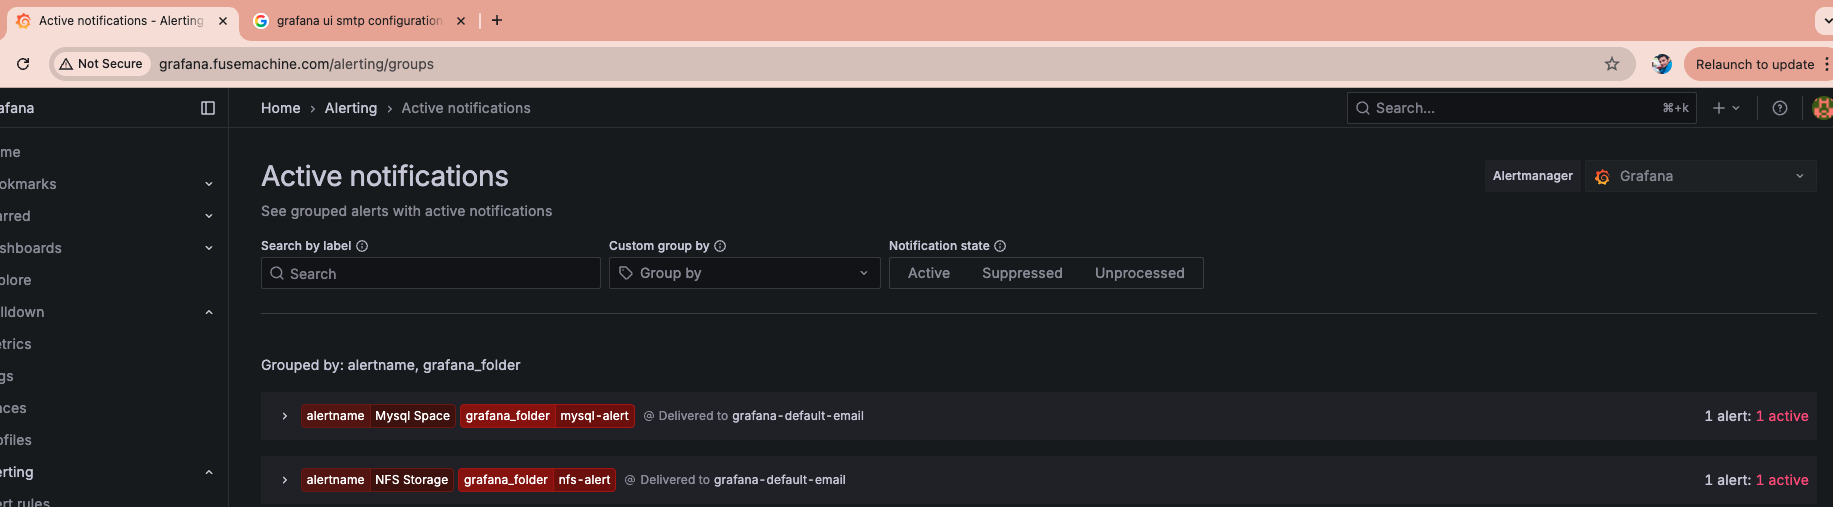 Active notifications - Alerting
grafana ui smtp configuration
Not Secure
grafana.fusemachine.com/alerting/groups
Relaunch to update
afana
Home › Alerting › Active notifications
Search... ⌘+k
me
okmarks
arred
shboards
plore
lldown
etrics
gs
aces
ofiles
erting
ert rules
Active notifications
Alertmanager Grafana
See grouped alerts with active notifications
Search by label Custom group by Notification state
Search Group by Active Suppressed Unprocessed
Grouped by: alertname, grafana_folder
alertname Mysql Space grafana_folder mysql-alert @ Delivered to grafana-default-email 1 alert: 1 active
alertname NFS Storage grafana_folder nfs-alert @ Delivered to grafana-default-email 1 alert: 1 active